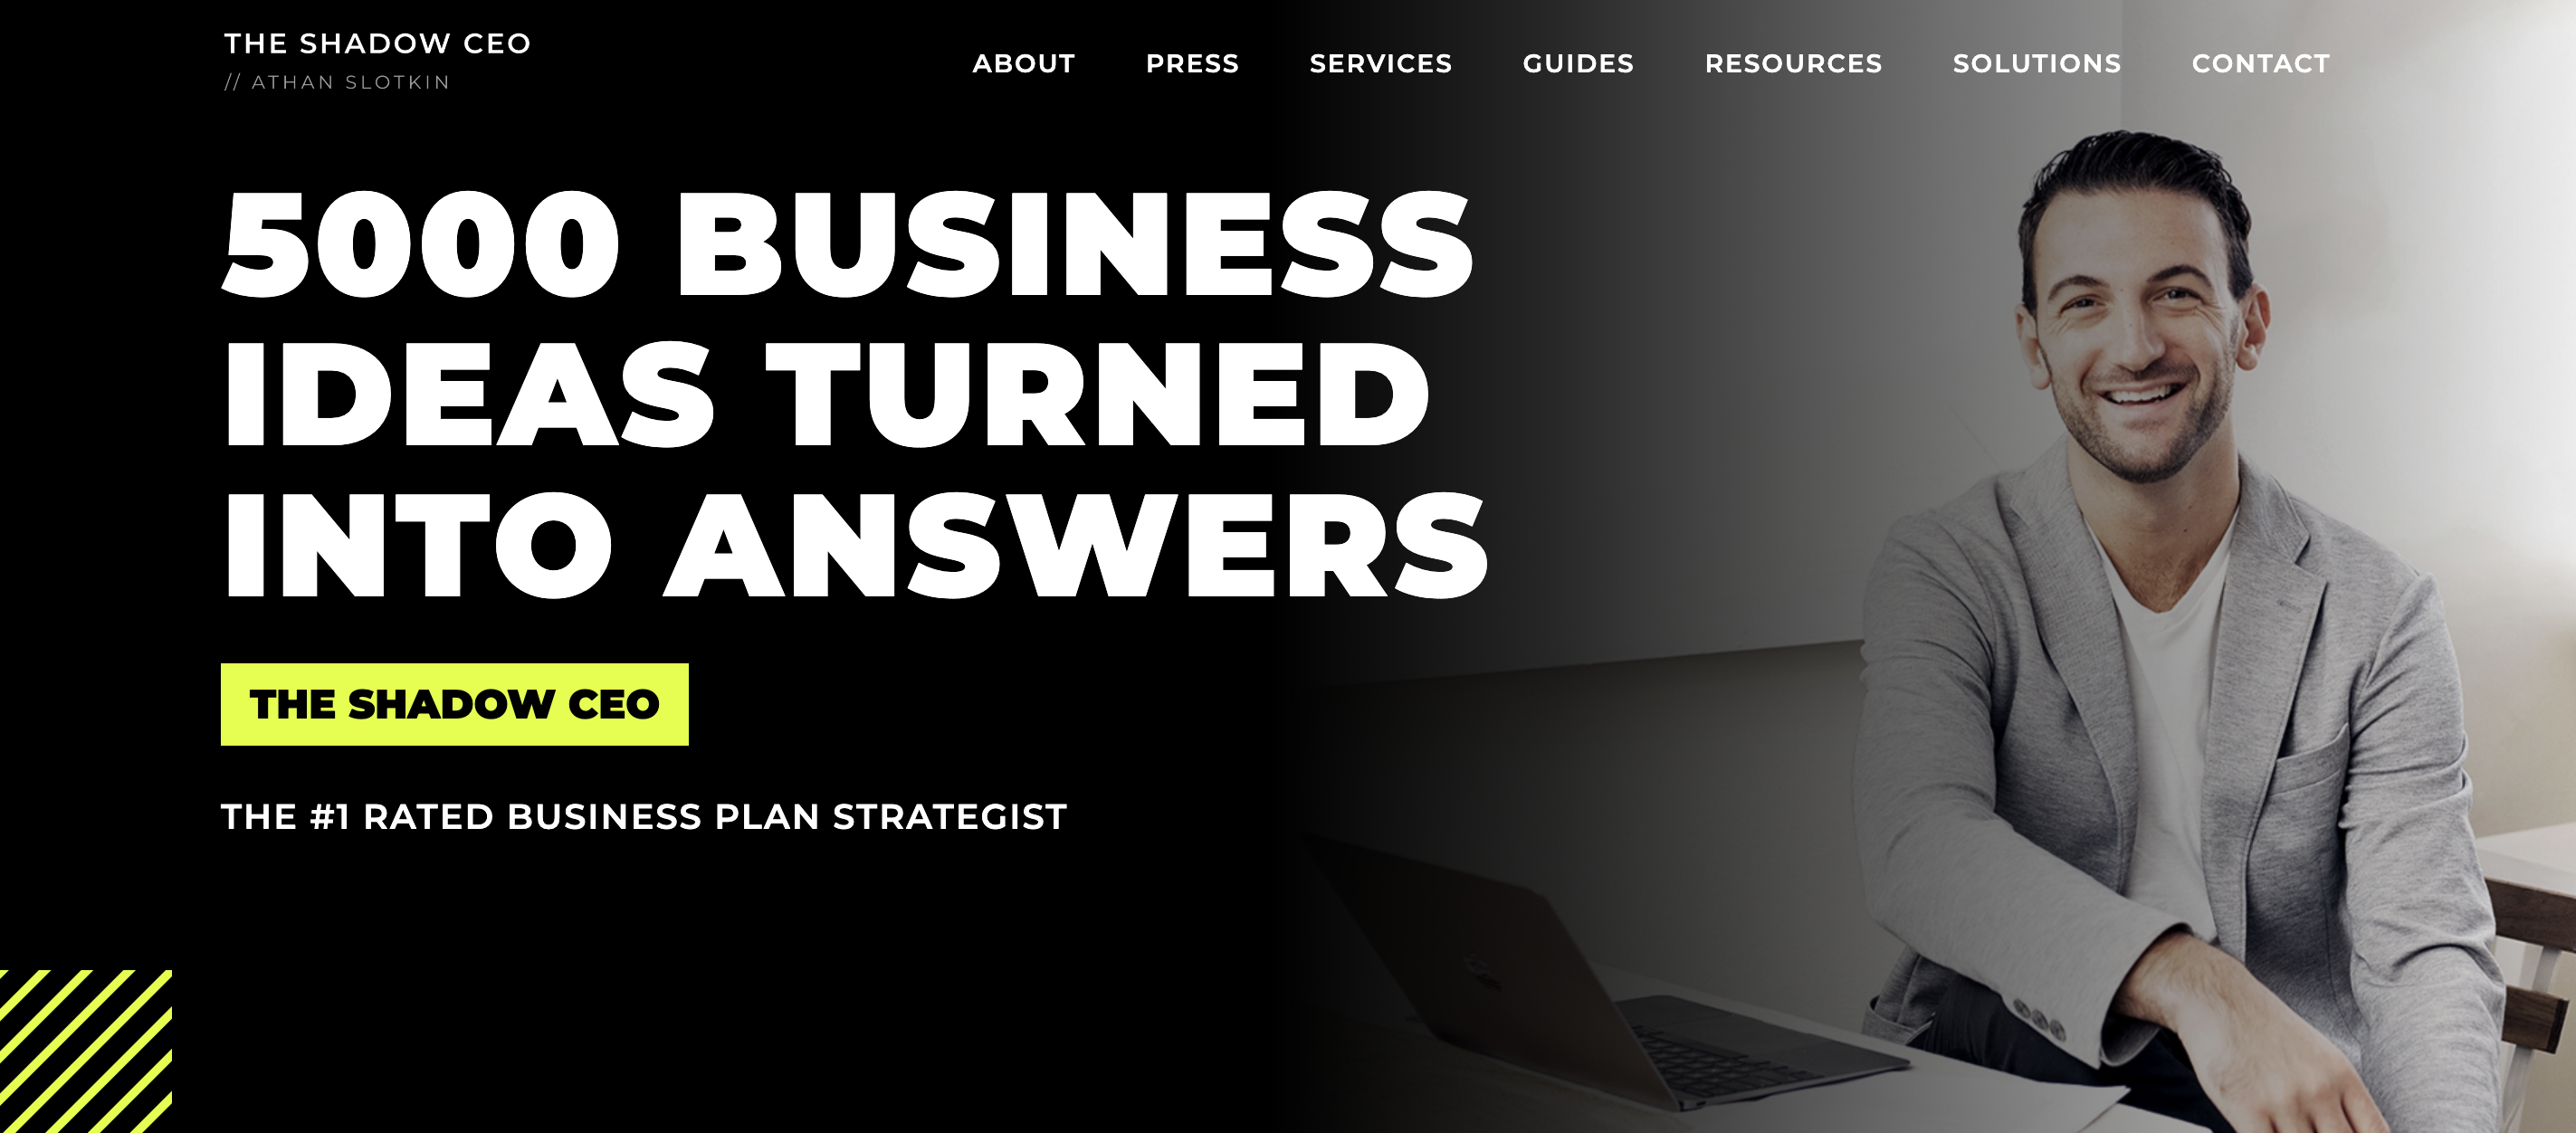 THE SHADOW CEO
// ATHAN SLOTKIN
ABOUT PRESS SERVICES GUIDES RESOURCES SOLUTIONS CONTACT
5000 BUSINESS
IDEAS TURNED
INTO ANSWERS
THE SHADOW CEO
THE #1 RATED BUSINESS PLAN STRATEGIST